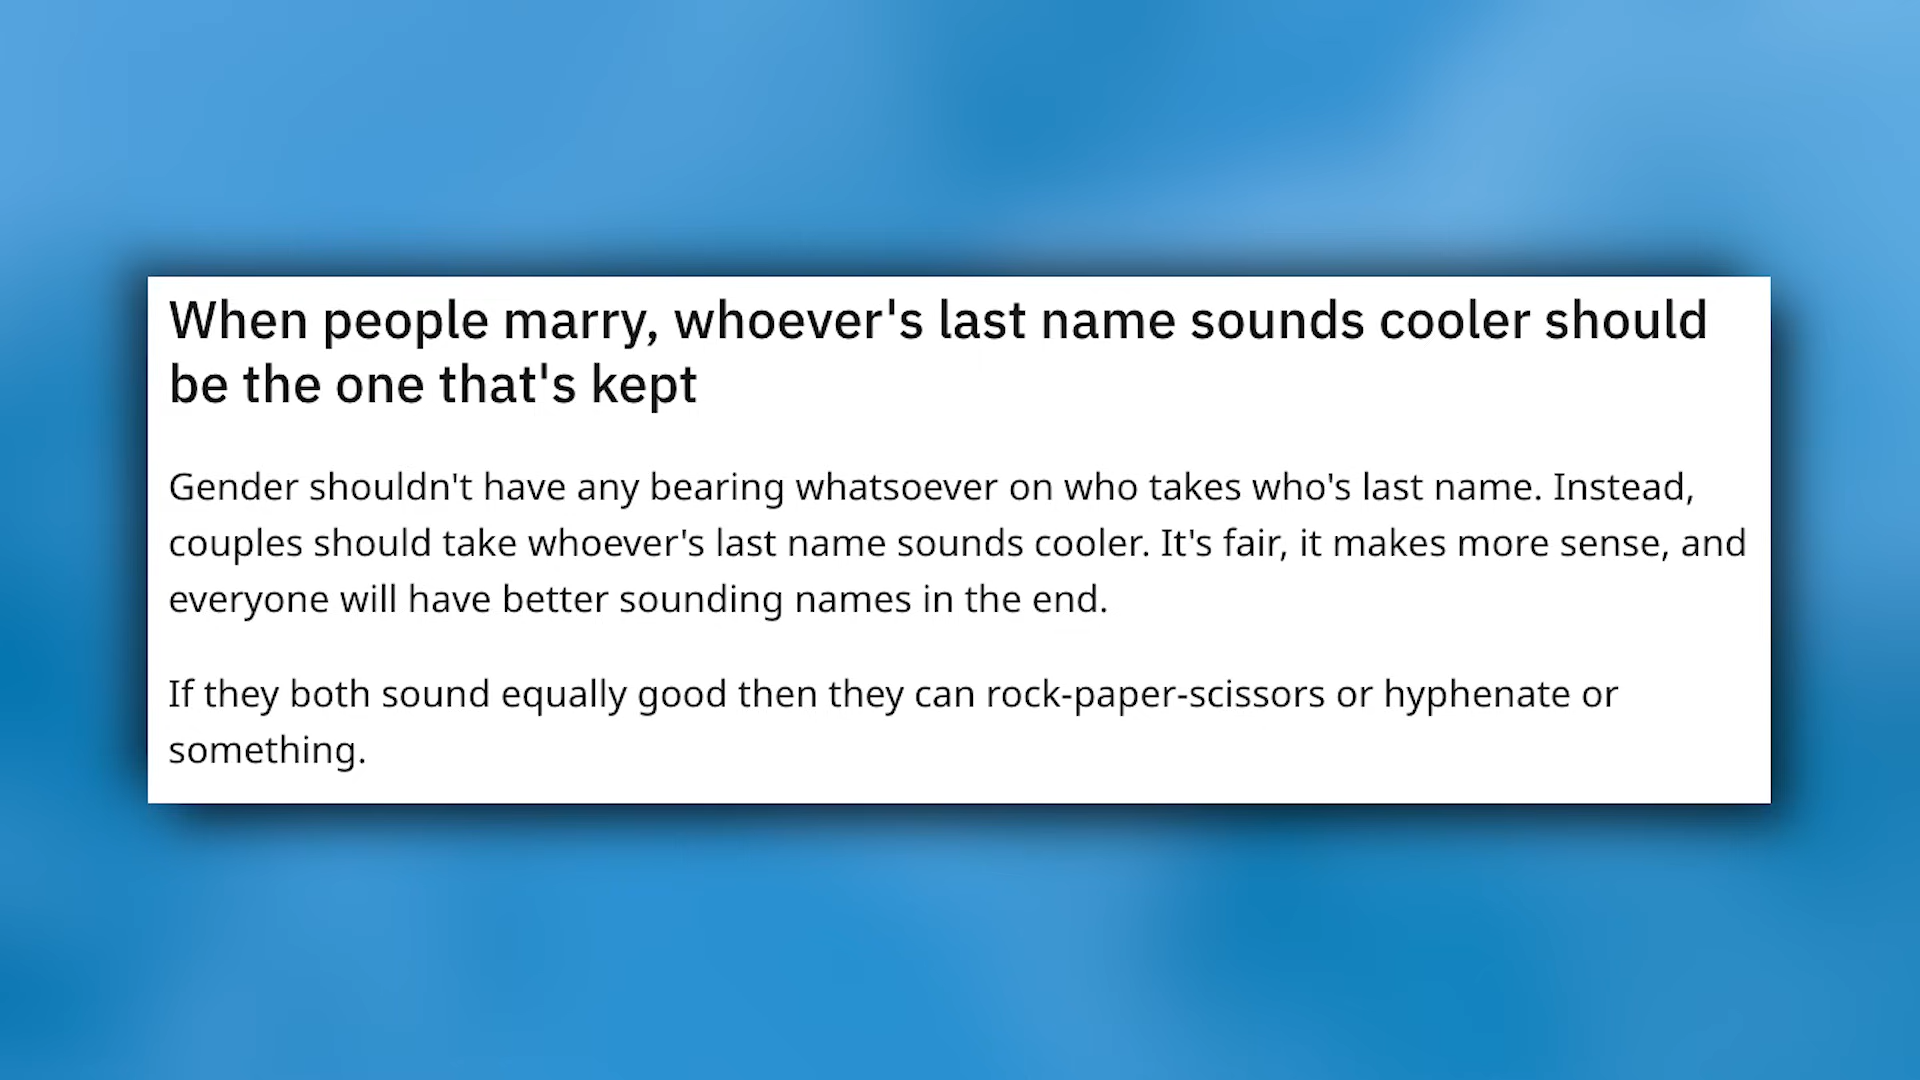 When people marry, whoever's last name sounds cooler should
be the one that's kept
Gender shouldn't have any bearing whatsoever on who takes who's last name. Instead,
couples should take whoever's last name sounds cooler. It's fair, it makes more sense, and
everyone will have better sounding names in the end.
If they both sound equally good then they can rock-paper-scissors or hyphenate or
something.